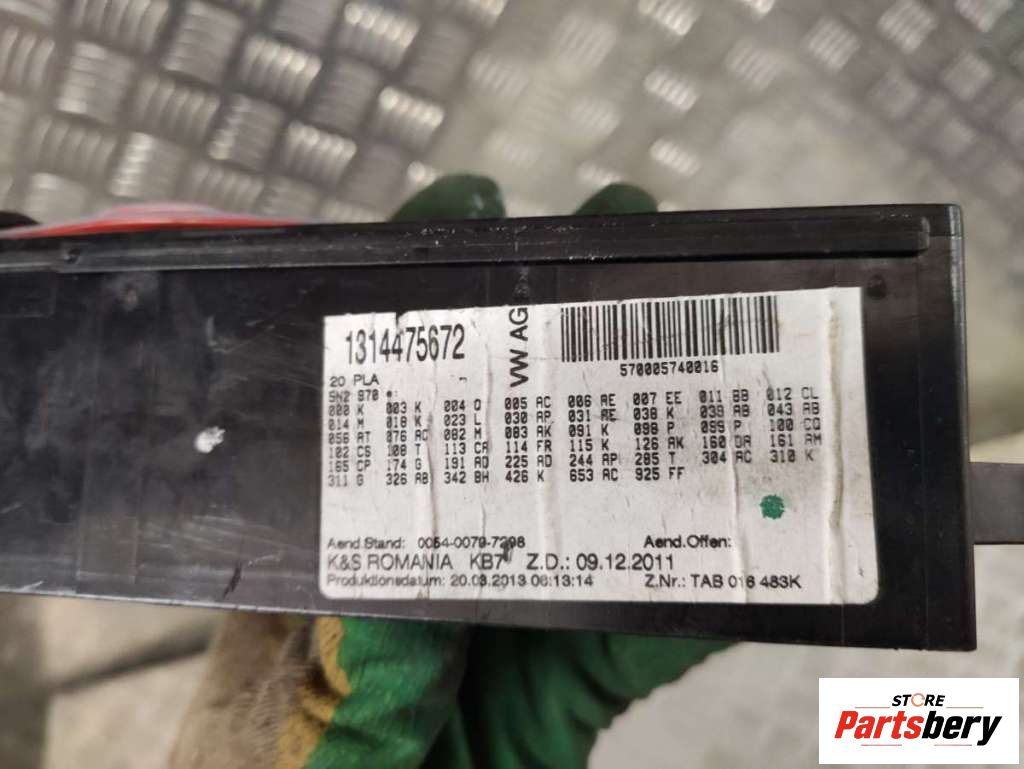 1314475672
VW AG
570005740016
20 PLA
5N2 970
000 K 003 K 004 Q 005 AC 006 AE 007 EE 011 BB 012 CL
014 M 018 K 023 L 030 AP 031 AE 038 K 039 AB 043 AB
056 AT 076 AC 082 M 083 AK 091 K 098 P 099 P 100 CQ
102 CS 108 T 113 CA 114 FR 115 K 126 AK 160 DA 161 AM
165 CP 174 G 191 AD 225 AD 244 AP 285 T 304 AC 310 K
311 G 326 AB 342 BH 426 K 653 AC 925 FF
Aend.Stand: 0054-0079-7298 Aend.Offen:
K&S ROMANIA KB7 Z.D.: 09.12.2011
Produktionsdatum: 20.03.2013 06:13:14 Z.Nr.: TAB 016 483K
STORE
Partsbery